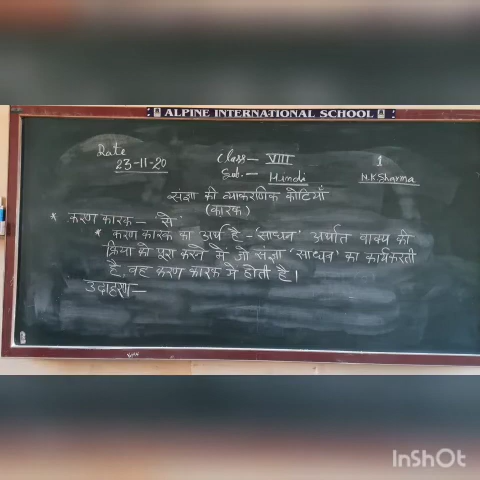 ALPINE INTERNATIONAL SCHOOL
Date
23-11-20
Class- VIII
1
Sub.- Hindi
N.K.Sharma
संज्ञा की व्याकरणिक कोटियाँ
(कारक)
* करण कारक - से
* करण कारक का अर्थ है - 'साधन' अर्थात वाक्य की
क्रिया को पूरा करने में जो संज्ञा 'साधन' का कार्य करती
है, वह करण कारक मे होती है।
उदाहरण-
InShOt